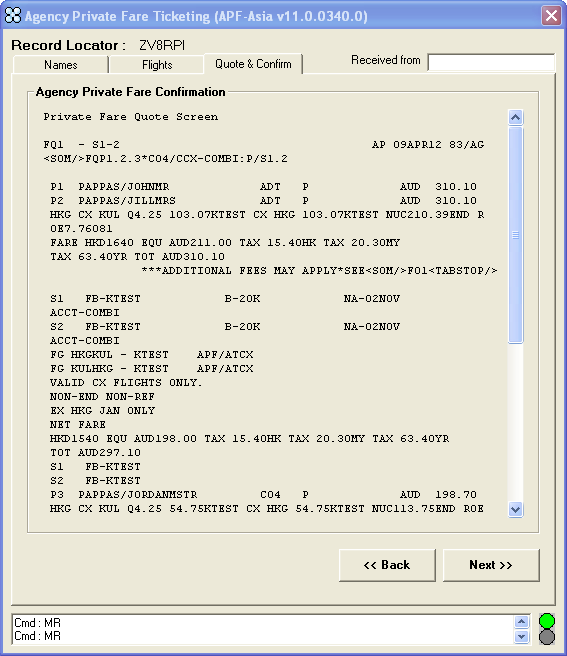 Agency Private Fare Ticketing (APF-Asia v11.0.0340.0)
Record Locator : ZV8RPI
Names Flights Quote & Confirm Received from
Agency Private Fare Confirmation
Private Fare Quote Screen
FQ1 - S1-2 AP 09APR12 83/AG
<SOM/>FQP1.2.3*C04/CCX-COMBI:P/S1.2
P1 PAPPAS/JOHNMR ADT P AUD 310.10
P2 PAPPAS/JILLMRS ADT P AUD 310.10
HKG CX KUL Q4.25 103.07KTEST CX HKG 103.07KTEST NUC210.39END R
OE7.76081
FARE HKD1640 EQU AUD211.00 TAX 15.40HK TAX 20.30MY
TAX 63.40YR TOT AUD310.10
***ADDITIONAL FEES MAY APPLY*SEE<SOM/>FO1<TABSTOP/>
S1 FB-KTEST B-20K NA-02NOV
ACCT-COMBI
S2 FB-KTEST B-20K NA-02NOV
ACCT-COMBI
FG HKGKUL - KTEST APF/ATCX
FG KULHKG - KTEST APF/ATCX
VALID CX FLIGHTS ONLY.
NON-END NON-REF
EX HKG JAN ONLY
NET FARE
HKD1540 EQU AUD198.00 TAX 15.40HK TAX 20.30MY TAX 63.40YR
TOT AUD297.10
S1 FB-KTEST
S2 FB-KTEST
P3 PAPPAS/JORDANMSTR C04 P AUD 198.70
HKG CX KUL Q4.25 54.75KTEST CX HKG 54.75KTEST NUC113.75END ROE
<< Back Next >>
Cmd : MR
Cmd : MR